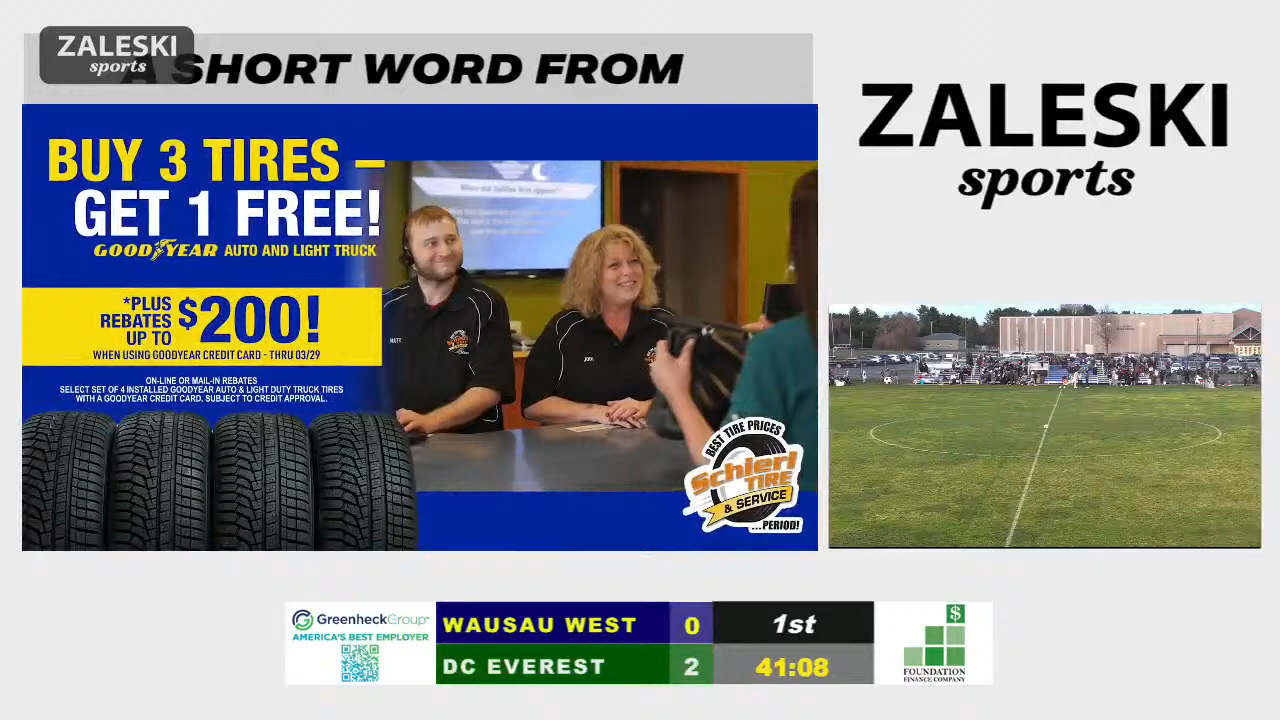 ZALESKI
sports
A SHORT WORD FROM
BUY 3 TIRES –
GET 1 FREE!
GOODYEAR AUTO AND LIGHT TRUCK
*PLUS
REBATES
UP TO
$200!
WHEN USING GOODYEAR CREDIT CARD - THRU 03/29
ON-LINE OR MAIL-IN REBATES
SELECT SET OF 4 INSTALLED GOODYEAR AUTO & LIGHT DUTY TRUCK TIRES
WITH A GOODYEAR CREDIT CARD. SUBJECT TO CREDIT APPROVAL.
MATT
BEST TIRE PRICES
Schierl
TIRE
& SERVICE
...PERIOD!
ZALESKI
sports
GreenheckGroup
AMERICA'S BEST EMPLOYER
WAUSAU WEST 0
DC EVEREST 2
1st
41:08
$
FOUNDATION
FINANCE COMPANY